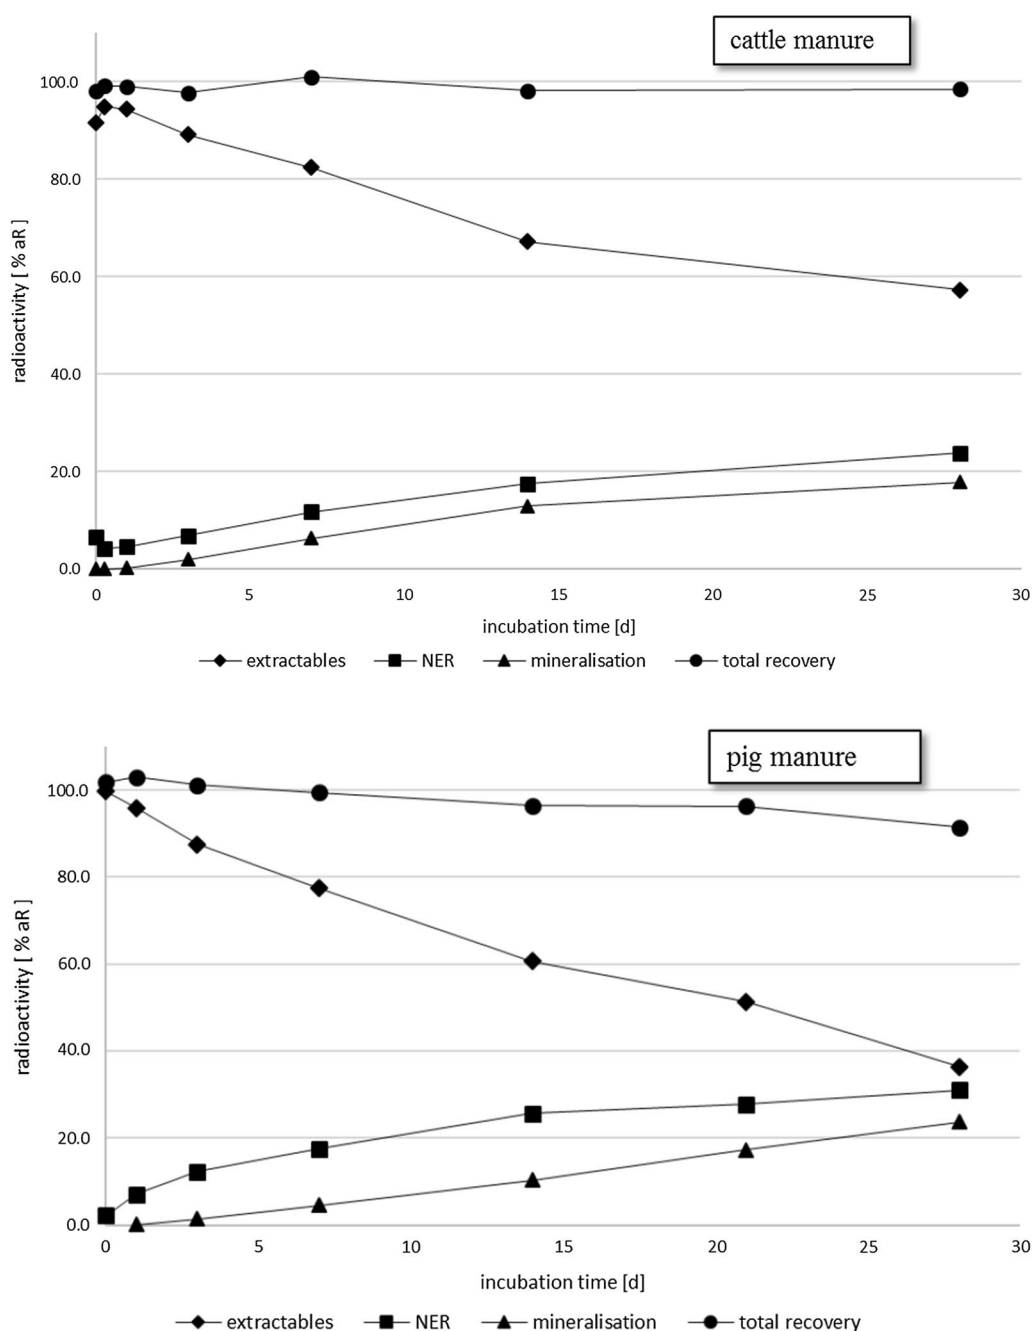 cattle manure
100.0
80.0
60.0
40.0
20.0
0.0
radioactivity [ % aR ]
0 5 10 15 20 25 30
incubation time [d]
extractables NER mineralisation total recovery
pig manure
100.0
80.0
60.0
40.0
20.0
0.0
radioactivity [ % aR ]
0 5 10 15 20 25 30
incubation time [d]
extractables NER mineralisation total recovery